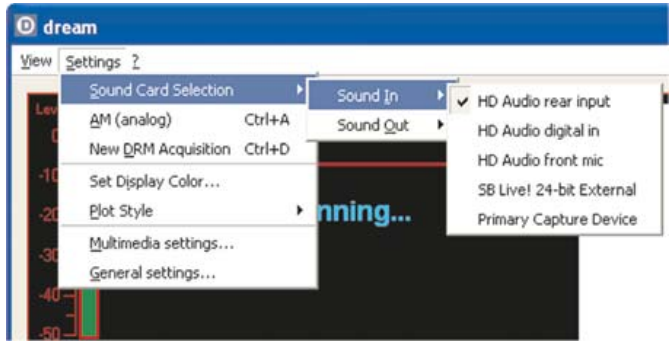 D dream
View Settings ?
Sound Card Selection
AM (analog) Ctrl+A
New DRM Acquisition Ctrl+D
Set Display Color...
Plot Style
Multimedia settings...
General settings...
Sound In
Sound Out
HD Audio rear input
HD Audio digital in
HD Audio front mic
SB Live! 24-bit External
Primary Capture Device
Lev
0
-10
-20
-30
-40
-50
nning...